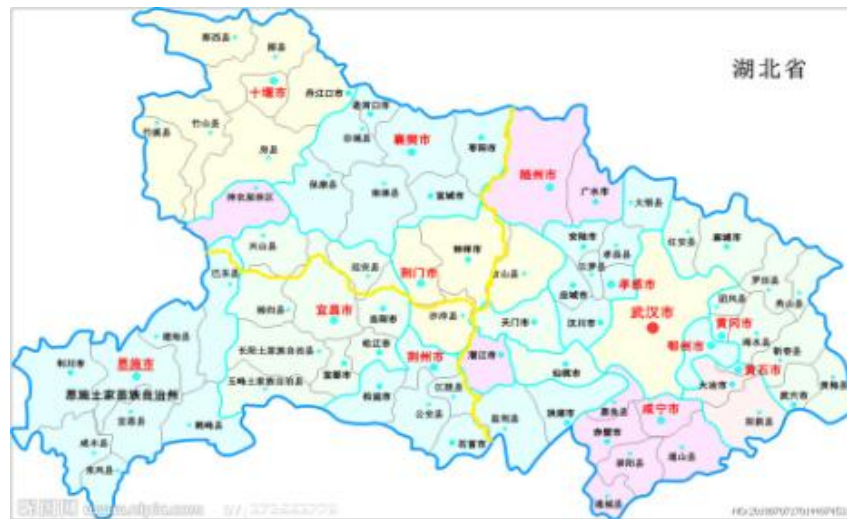 湖北省
郧西县
郧县
十堰市
丹江口市
老河口市
竹溪县
竹山县
房县
谷城县
襄樊市
枣阳市
随州市
广水市
大悟县
保康县
南漳县
宜城市
神农架林区
安陆市
孝昌县
红安县
麻城市
兴山县
远安县
荆门市
钟祥市
京山县
云梦县
孝感市
罗田县
巴东县
应城市
团风县
英山县
秭归县
宜昌市
当阳市
沙洋县
天门市
汉川市
武汉市
黄冈市
鄂州市
浠水县
建始县
枝江市
长阳土家族自治县
潜江市
仙桃市
蕲春县
黄石市
利川市
恩施市
荆州市
大冶市
五峰土家族自治县
宜都市
江陵县
武穴市
黄梅县
恩施土家苗族自治州
松滋市
公安县
监利县
洪湖市
嘉鱼县
咸宁市
阳新县
宣恩县
鹤峰县
赤壁市
咸丰县
石首市
崇阳县
通山县
来凤县
通城县
昵图网 www.nipic.com